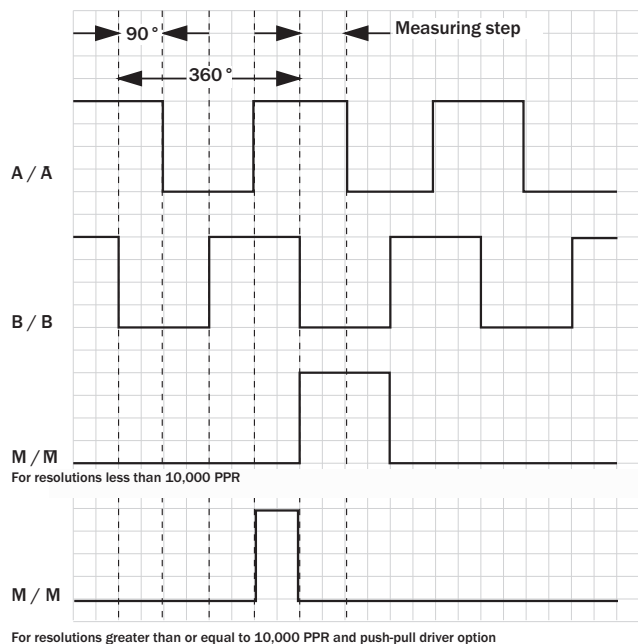 90° Measuring step
360°
A / A̅
B / B
M / M̅
For resolutions less than 10,000 PPR
M / M
For resolutions greater than or equal to 10,000 PPR and push-pull driver option